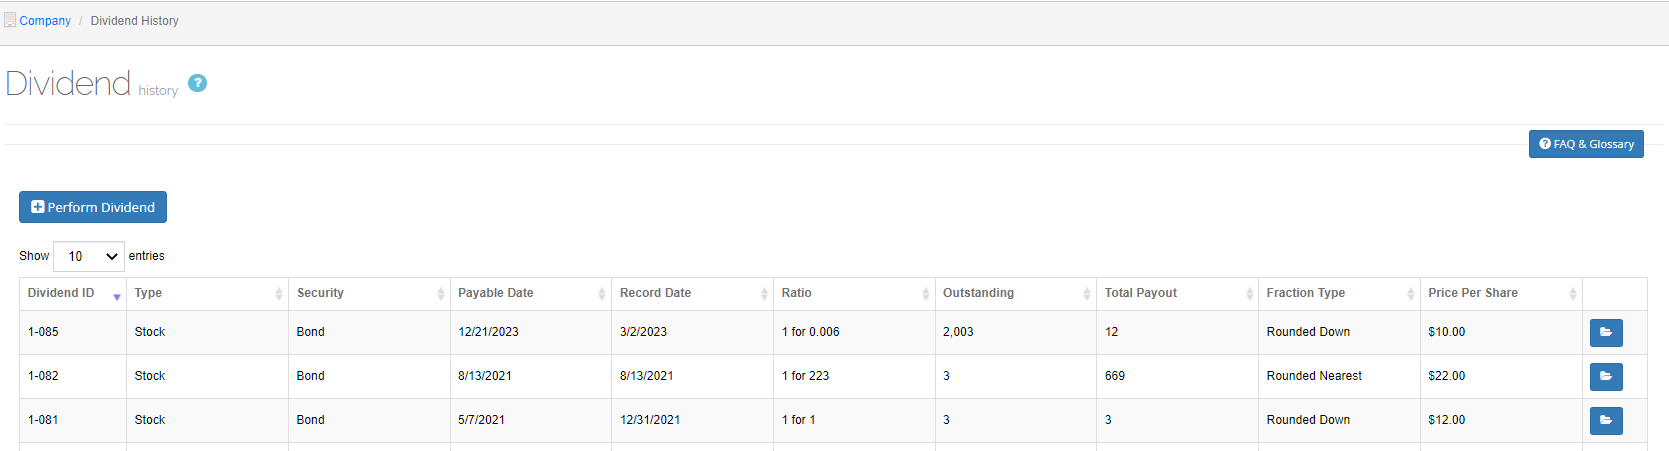 Company / Dividend History
Dividend history ?
? FAQ & Glossary
Perform Dividend
Show 10 entries
Dividend ID Type Security Payable Date Record Date Ratio Outstanding Total Payout Fraction Type Price Per Share
1-085 Stock Bond 12/21/2023 3/2/2023 1 for 0.006 2,003 12 Rounded Down $10.00
1-082 Stock Bond 8/13/2021 8/13/2021 1 for 223 3 669 Rounded Nearest $22.00
1-081 Stock Bond 5/7/2021 12/31/2021 1 for 1 3 3 Rounded Down $12.00